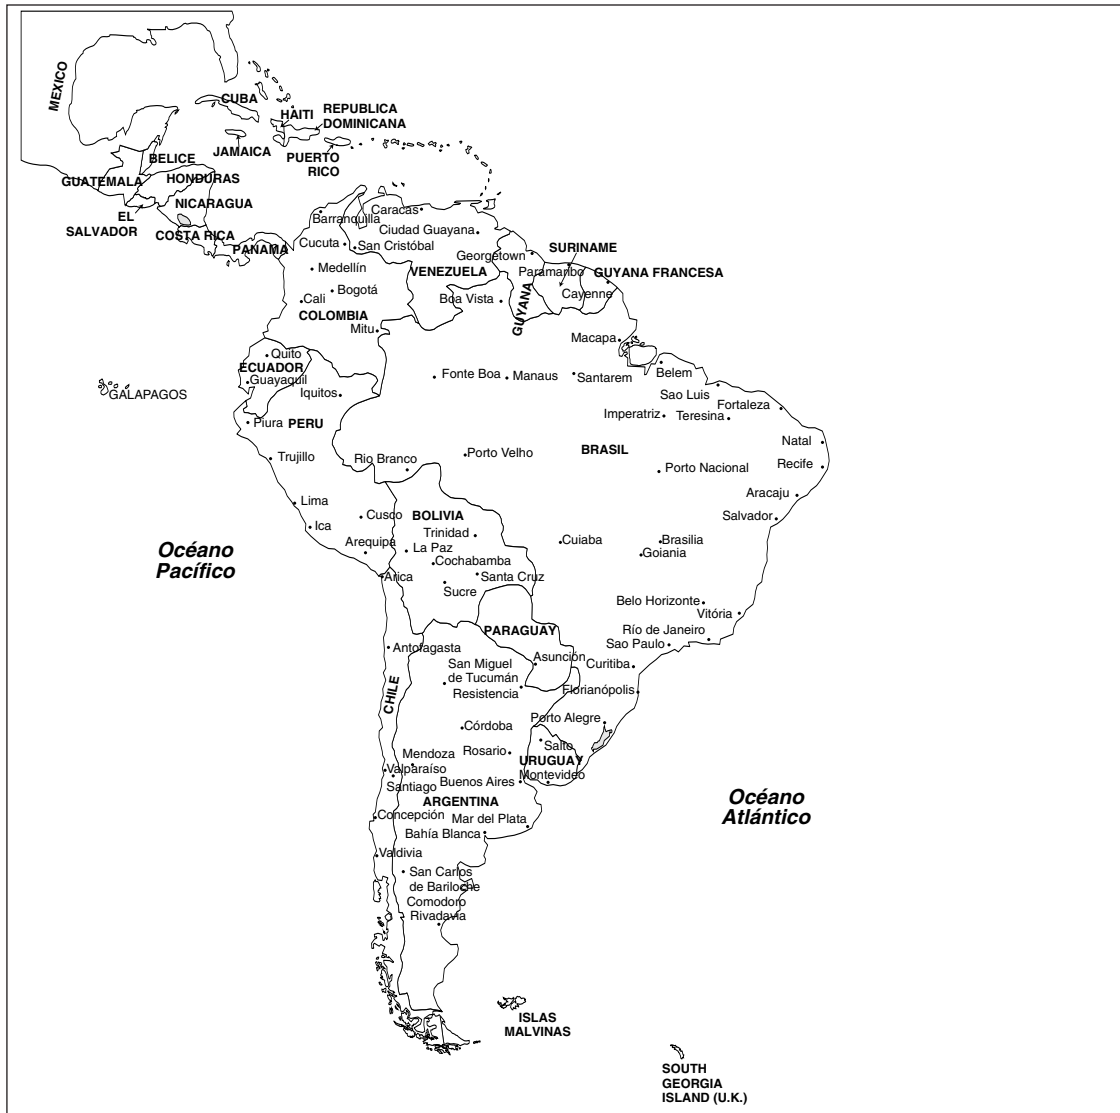 MEXICO
CUBA
HAITI
REPUBLICA
DOMINICANA
JAMAICA
PUERTO
RICO
BELICE
GUATEMALA
HONDURAS
NICARAGUA
EL
SALVADOR
COSTA RICA
PANAMA
Barranquilla
Caracas
Ciudad Guayana
Cucuta
San Cristóbal
Georgetown
SURINAME
Medellín
VENEZUELA
Paramaribo
GUYANA FRANCESA
Bogotá
Cali
Boa Vista
GUYANA
Cayenne
COLOMBIA
Mitu
Macapa
Quito
ECUADOR
Guayaquil
GALAPAGOS
Iquitos
Fonte Boa
Manaus
Santarem
Belem
Sao Luis
Fortaleza
Imperatriz
Teresina
Piura
PERU
Natal
Trujillo
Rio Branco
Porto Velho
BRASIL
Porto Nacional
Recife
Lima
Aracaju
Cusco
BOLIVIA
Salvador
Ica
Trinidad
Arequipa
La Paz
Cuiaba
Brasilia
Goiania
Océano
Pacífico
Cochabamba
Arica
Santa Cruz
Sucre
Belo Horizonte
Vitória
PARAGUAY
Río de Janeiro
Antofagasta
Sao Paulo
Asunción
Curitiba
San Miguel
de Tucumán
Resistencia
Florianópolis
CHILE
Córdoba
Porto Alegre
Mendoza
Rosario
Salto
URUGUAY
Valparaíso
Santiago
Buenos Aires
Montevideo
ARGENTINA
Océano
Atlántico
Concepción
Mar del Plata
Bahía Blanca
Valdivia
San Carlos
de Bariloche
Comodoro
Rivadavia
ISLAS
MALVINAS
SOUTH
GEORGIA
ISLAND (U.K.)